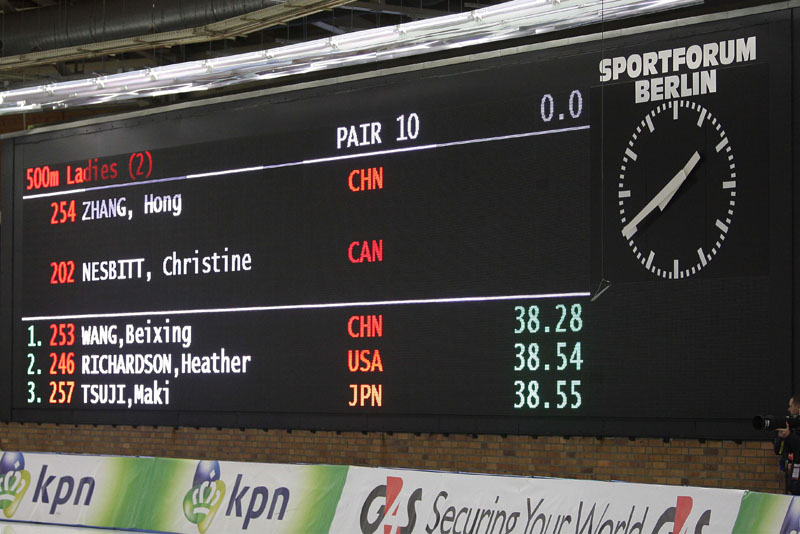 SPORTFORUM
BERLIN
PAIR 10 0.0
500m Ladies (2)
254 ZHANG, Hong CHN
202 NESBITT, Christine CAN
1. 253 WANG,Beixing CHN 38.28
2. 246 RICHARDSON,Heather USA 38.54
3. 257 TSUJI,Maki JPN 38.55
kpn kpn G4S Securing Your World G4S